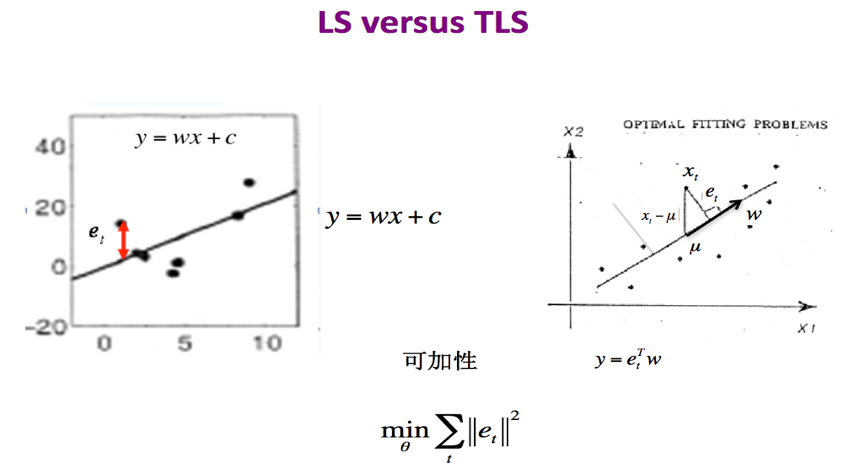 LS versus TLS
y = wx + c
40
20
0
-20
0 5 10
e_t
y = wx + c
OPTIMAL FITTING PROBLEMS
X2
x_t
e_t
x_t − μ
w
μ
X1
可加性
y = e_t^T w
min_θ ∑_t ‖e_t‖^2